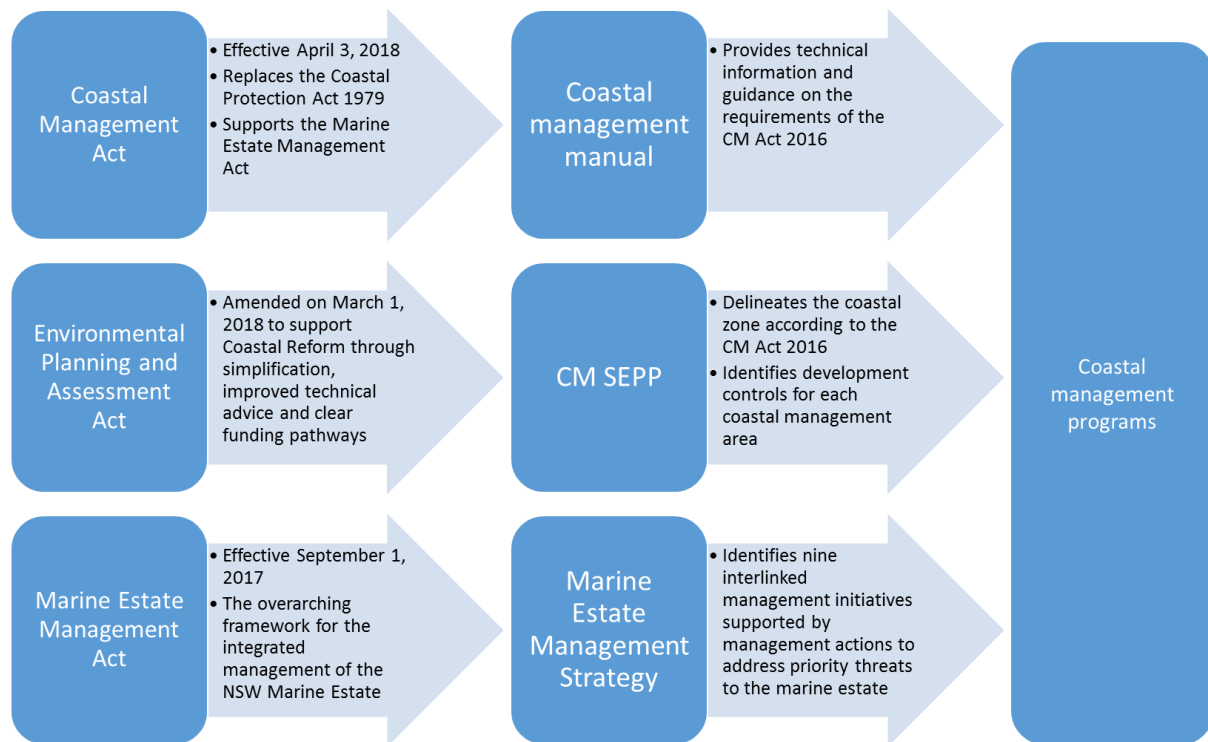 Coastal
Management
Act
• Effective April 3, 2018
• Replaces the Coastal
Protection Act 1979
• Supports the Marine
Estate Management
Act
Coastal
management
manual
• Provides technical
information and
guidance on the
requirements of the
CM Act 2016
Environmental
Planning and
Assessment
Act
• Amended on March 1,
2018 to support
Coastal Reform through
simplification,
improved technical
advice and clear
funding pathways
CM SEPP
• Delineates the coastal
zone according to the
CM Act 2016
• Identifies development
controls for each
coastal management
area
Marine Estate
Management
Act
• Effective September 1,
2017
• The overarching
framework for the
integrated
management of the
NSW Marine Estate
Marine
Estate
Management
Strategy
• Identifies nine
interlinked
management initiatives
supported by
management actions to
address priority threats
to the marine estate
Coastal
management
programs